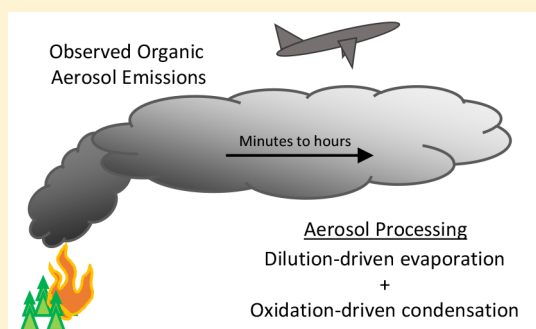 Observed Organic
Aerosol Emissions
Minutes to hours
Aerosol Processing
Dilution-driven evaporation
+
Oxidation-driven condensation